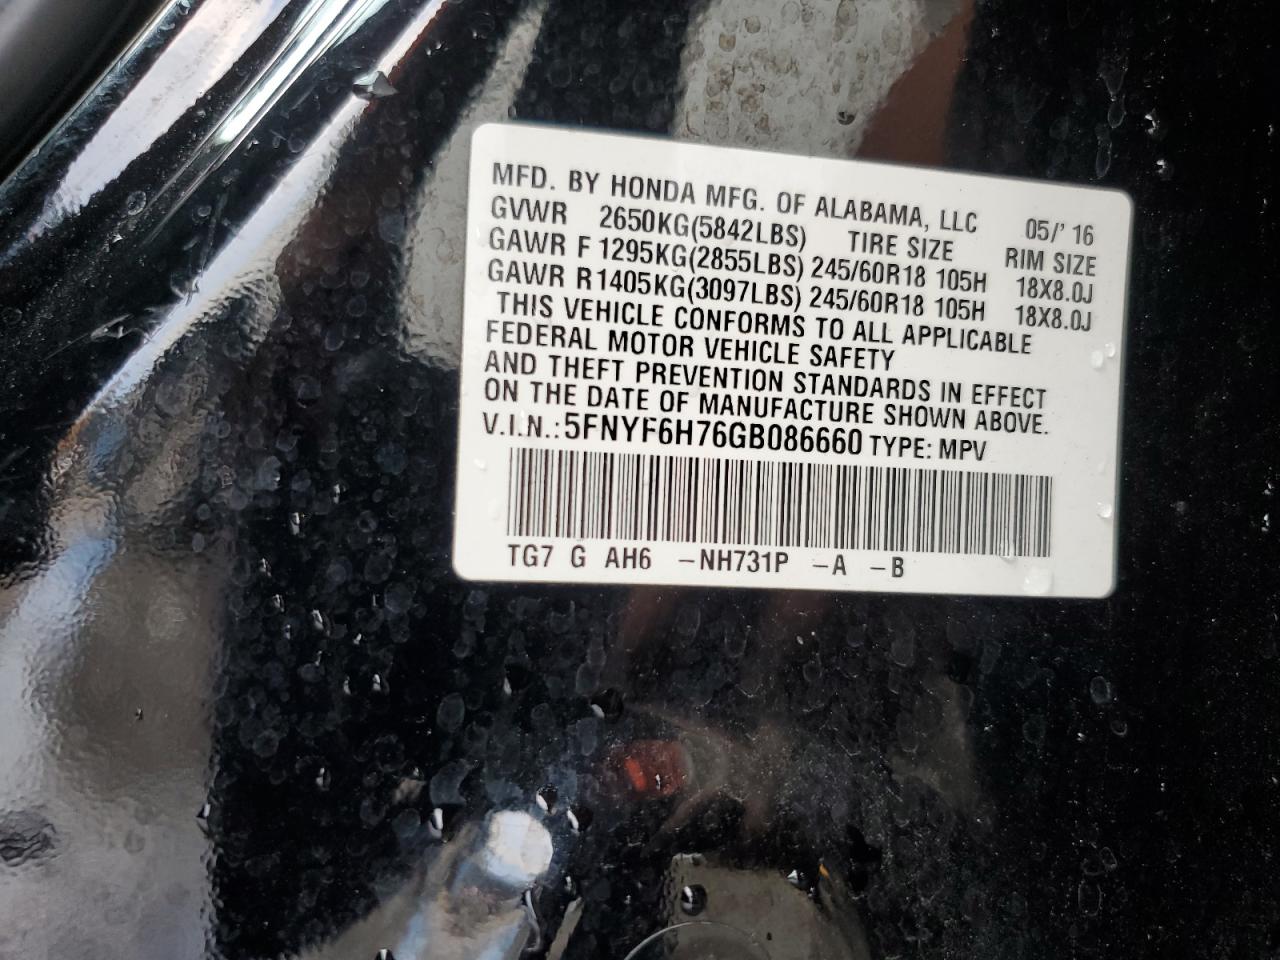 MFD. BY HONDA MFG. OF ALABAMA, LLC 05/' 16
GVWR 2650KG(5842LBS) TIRE SIZE RIM SIZE
GAWR F 1295KG(2855LBS) 245/60R18 105H 18X8.0J
GAWR R1405KG(3097LBS) 245/60R18 105H 18X8.0J
THIS VEHICLE CONFORMS TO ALL APPLICABLE
FEDERAL MOTOR VEHICLE SAFETY
AND THEFT PREVENTION STANDARDS IN EFFECT
ON THE DATE OF MANUFACTURE SHOWN ABOVE.
V.I.N.:5FNYF6H76GB086660 TYPE: MPV
TG7 G AH6 -NH731P -A -B